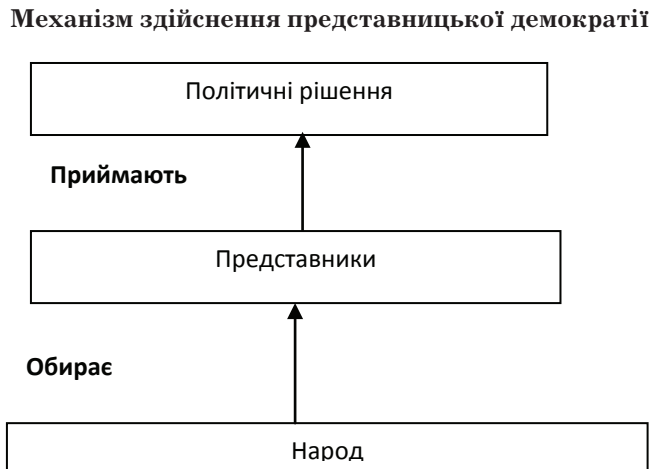 Механізм здійснення представницької демократії
Політичні рішення
Приймають
Представники
Обирає
Народ